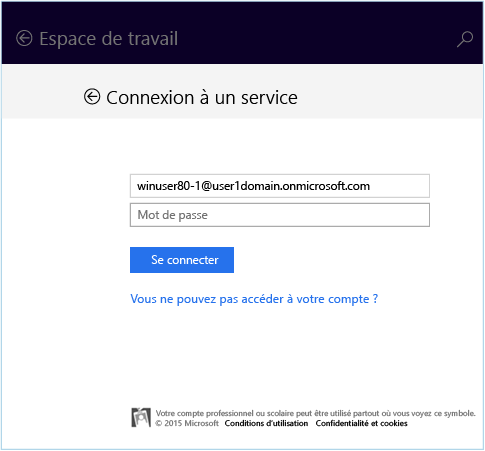 Espace de travail
Connexion à un service
winuser80-1@user1domain.onmicrosoft.com
Mot de passe
Se connecter
Vous ne pouvez pas accéder à votre compte ?
Votre compte professionnel ou scolaire peut être utilisé partout où vous voyez ce symbole.
© 2015 Microsoft Conditions d'utilisation Confidentialité et cookies